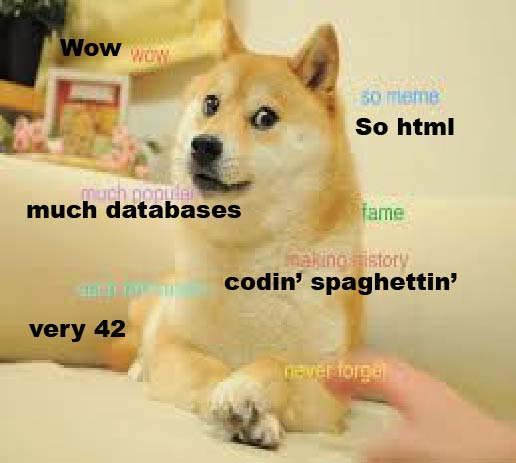 Wow wow
so meme
So html
much popular
much databases
fame
making history
codin’ spaghettin’
very 42
never forget